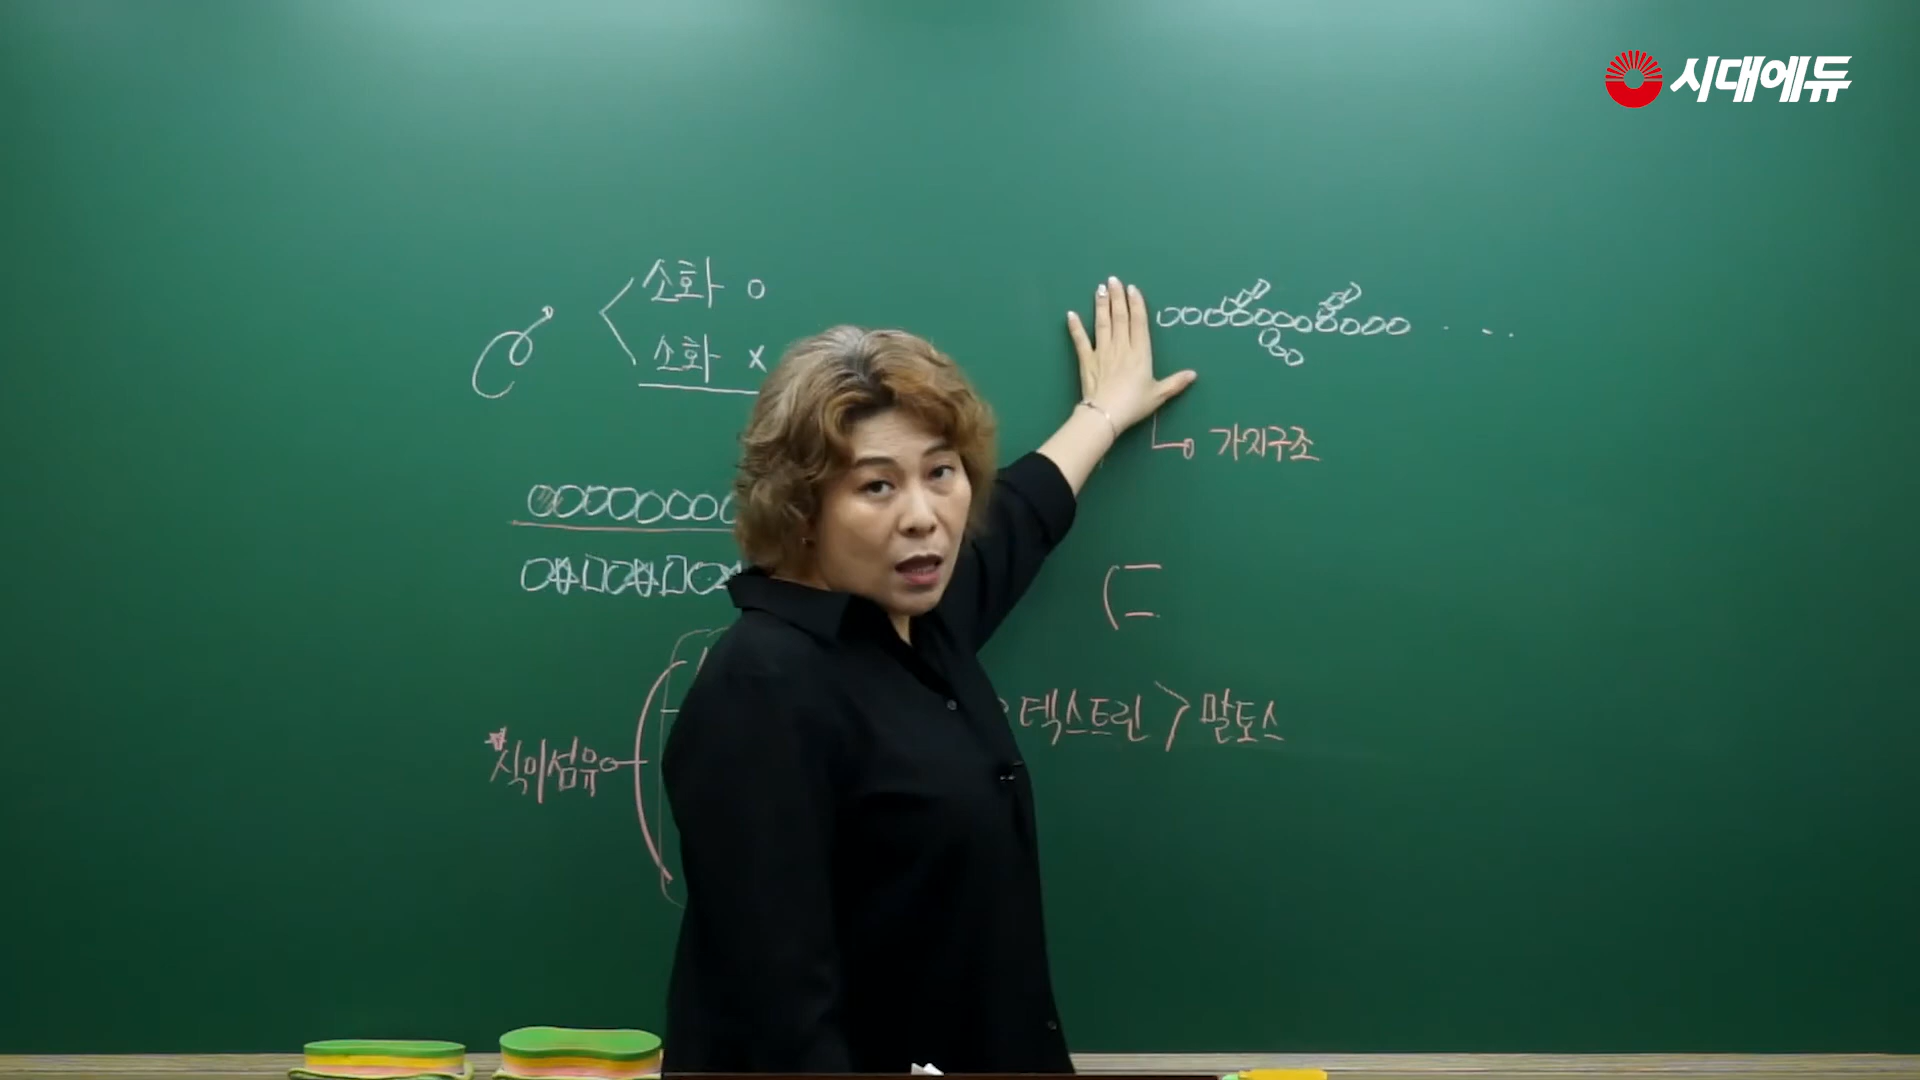 시대에듀
소화 o
소화 x
가지구조
덱스트린 > 말토스
식이섬유